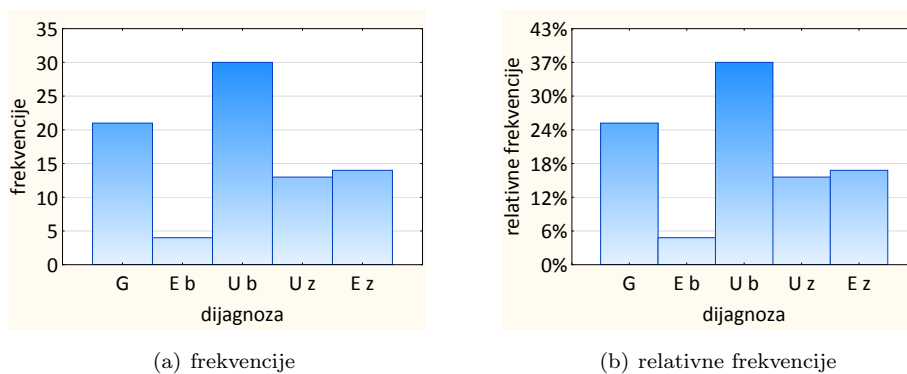 35
30
25
20
15
10
5
0
frekvencije
G E b U b U z E z
dijagnoza
(a) frekvencije
43%
37%
30%
24%
18%
12%
6%
0%
relativne frekvencije
G E b U b U z E z
dijagnoza
(b) relativne frekvencije